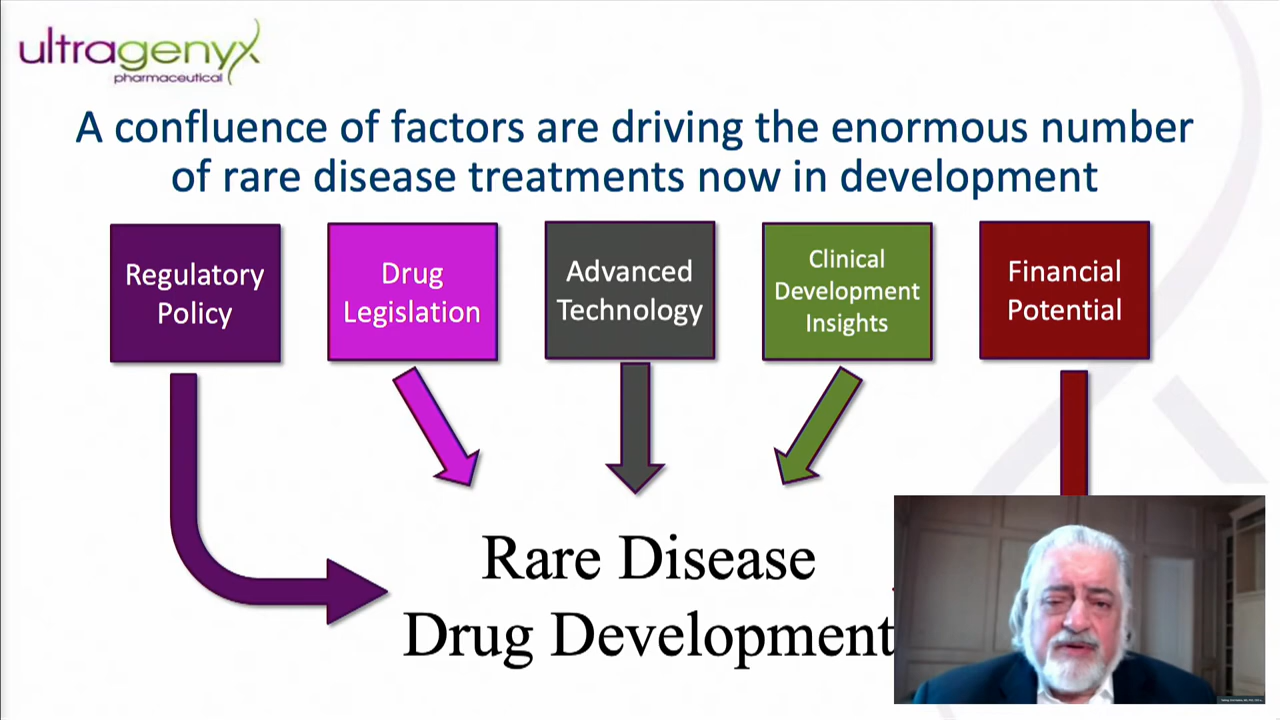 ultragenyx
pharmaceutical
A confluence of factors are driving the enormous number
of rare disease treatments now in development
Regulatory
Policy
Drug
Legislation
Advanced
Technology
Clinical
Development
Insights
Financial
Potential
Rare Disease
Drug Development